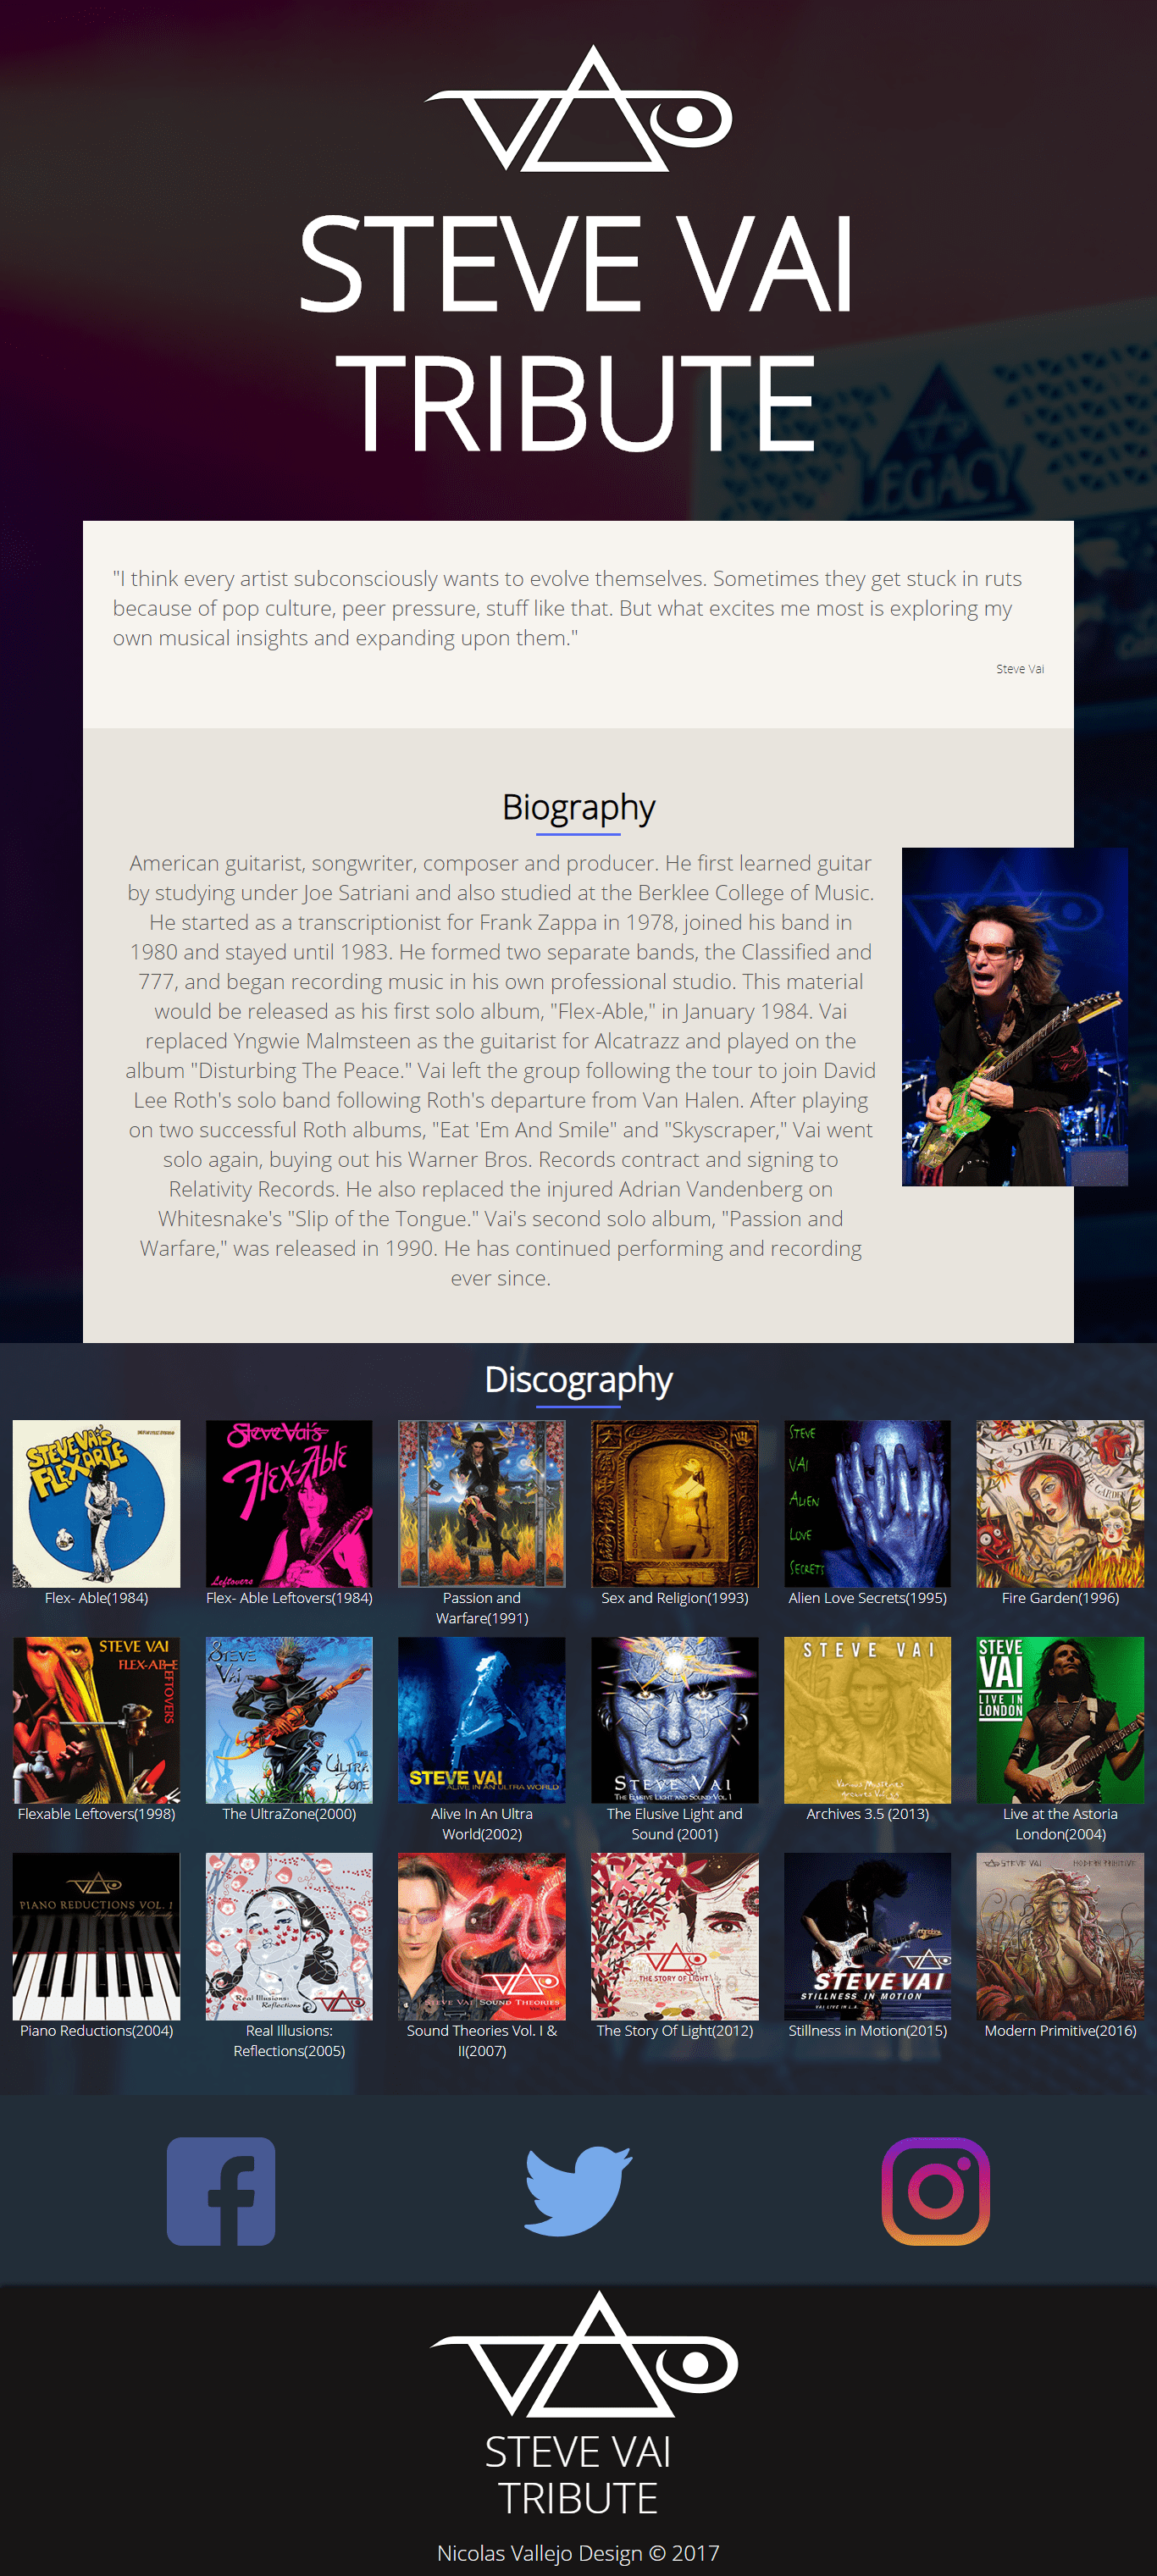 STEVE VAI
TRIBUTE
LEGACY
"I think every artist subconsciously wants to evolve themselves. Sometimes they get stuck in ruts
because of pop culture, peer pressure, stuff like that. But what excites me most is exploring my
own musical insights and expanding upon them."
Steve Vai
Biography
American guitarist, songwriter, composer and producer. He first learned guitar
by studying under Joe Satriani and also studied at the Berklee College of Music.
He started as a transcriptionist for Frank Zappa in 1978, joined his band in
1980 and stayed until 1983. He formed two separate bands, the Classified and
777, and began recording music in his own professional studio. This material
would be released as his first solo album, "Flex-Able," in January 1984. Vai
replaced Yngwie Malmsteen as the guitarist for Alcatrazz and played on the
album "Disturbing The Peace." Vai left the group following the tour to join David
Lee Roth's solo band following Roth's departure from Van Halen. After playing
on two successful Roth albums, "Eat 'Em And Smile" and "Skyscraper," Vai went
solo again, buying out his Warner Bros. Records contract and signing to
Relativity Records. He also replaced the injured Adrian Vandenberg on
Whitesnake's "Slip of the Tongue." Vai's second solo album, "Passion and
Warfare," was released in 1990. He has continued performing and recording
ever since.
Discography
STEVE VAI'S
FLEX-ABLE
Steve Vai's
Flex-Able
Leftovers
STEVE
VAI
ALIEN
LOVE
SECRETS
STEVE VAI
Flex- Able(1984)
Flex- Able Leftovers(1984)
Passion and
Warfare(1991)
Sex and Religion(1993)
Alien Love Secrets(1995)
Fire Garden(1996)
STEVE VAI
FLEX-ABLE
LEFTOVERS
STEVE
VAI
THE
ULTRA
ZONE
STEVE VAI
ALIVE IN AN ULTRA WORLD
STEVE VAI
THE ELUSIVE LIGHT AND SOUND VOL. 1
STEVE VAI
STEVE
VAI
LIVE IN
LONDON
Flexable Leftovers(1998)
The UltraZone(2000)
Alive In An Ultra
World(2002)
The Elusive Light and
Sound (2001)
Archives 3.5 (2013)
Live at the Astoria
London(2004)
PIANO REDUCTIONS VOL. 1
Real Illusions:
Reflections
STEVE VAI SOUND THEORIES
THE STORY OF LIGHT
STEVE VAI
STILLNESS IN MOTION
VAI LIVE IN L.A.
STEVE VAI
MODERN PRIMITIVE
Piano Reductions(2004)
Real Illusions:
Reflections(2005)
Sound Theories Vol. I &
II(2007)
The Story Of Light(2012)
Stillness in Motion(2015)
Modern Primitive(2016)
STEVE VAI
TRIBUTE
Nicolas Vallejo Design © 2017